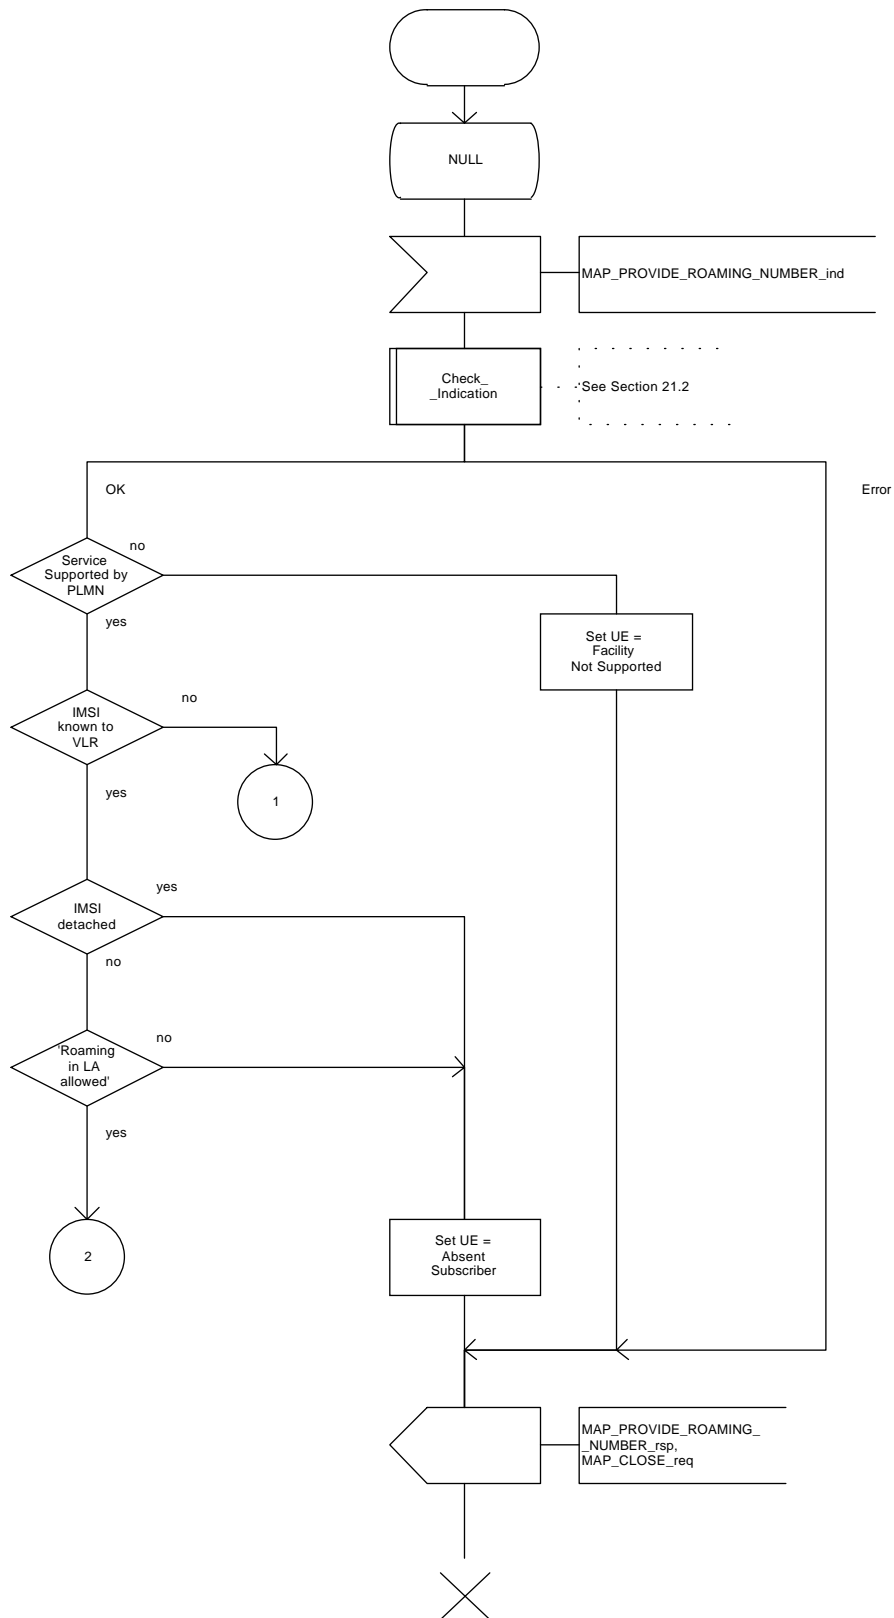 NULL
MAP_PROVIDE_ROAMING_NUMBER_ind
Check_
_Indication
See Section 21.2
OK
Error
no
Service
Supported by
PLMN
yes
Set UE =
Facility
Not Supported
no
IMSI
known to
VLR
yes
1
yes
IMSI
detached
no
no
'Roaming
in LA
allowed'
yes
2
Set UE =
Absent
Subscriber
MAP_PROVIDE_ROAMING_
_NUMBER_rsp,
MAP_CLOSE_req